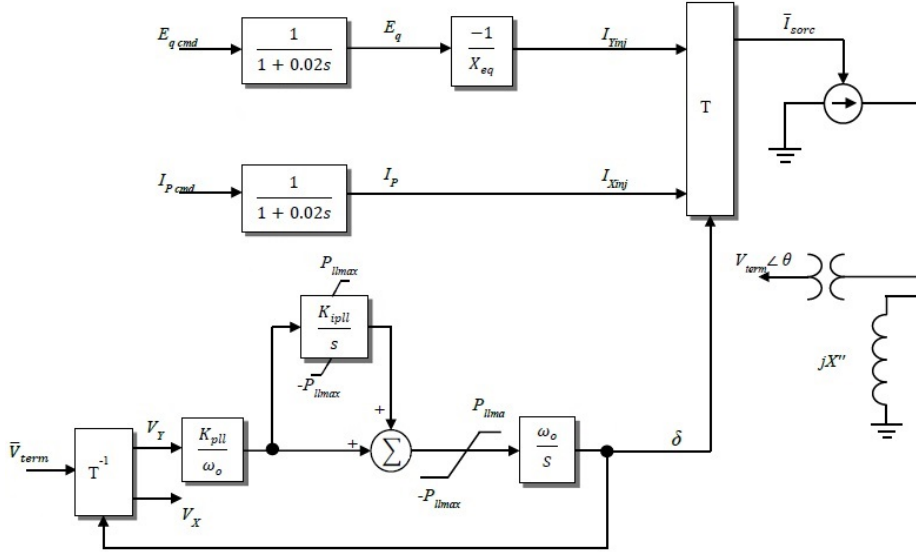 E_q cmd
1
1 + 0.02s
E_q
−1
X_eq
I_Yinj
T
Ī_sorc
I_P cmd
1
1 + 0.02s
I_P
I_Xinj
P_llmax
K_ipll
s
-P_llmax
V_term∠θ
jX"
V̄_term
T^-1
V_Y
V_X
K_pll
ω_o
+
+
Σ
P_llma
-P_llmax
ω_o
S
δ